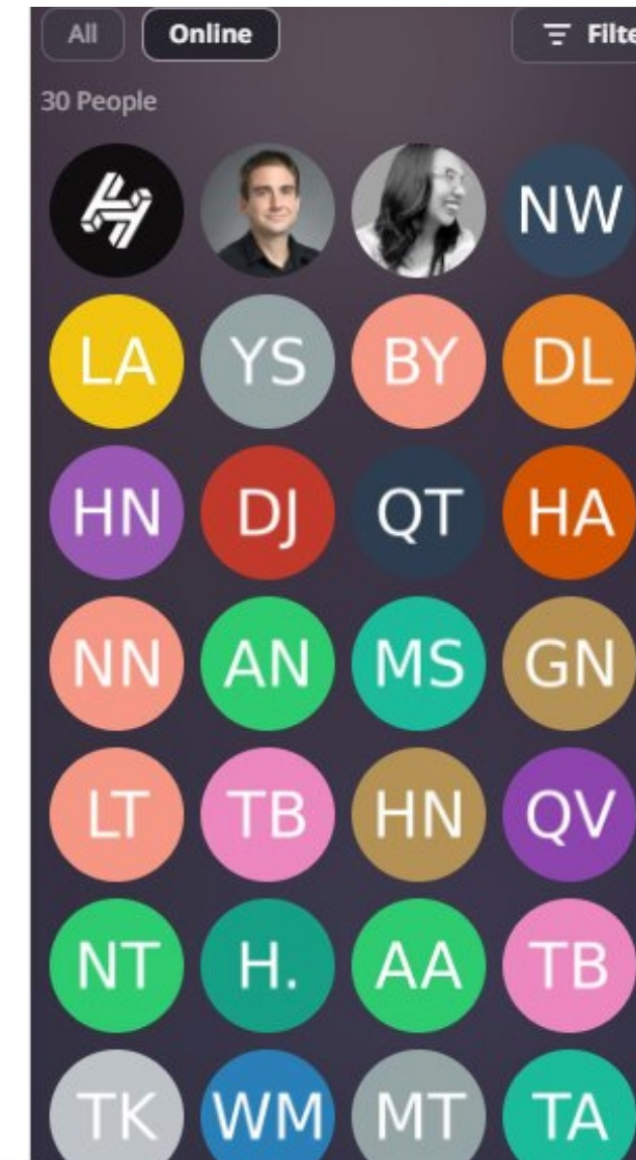 All Online Filte
30 People
NW
LA YS BY DL
HN DJ QT HA
NN AN MS GN
LT TB HN QV
NT H. AA TB
TK WM MT TA